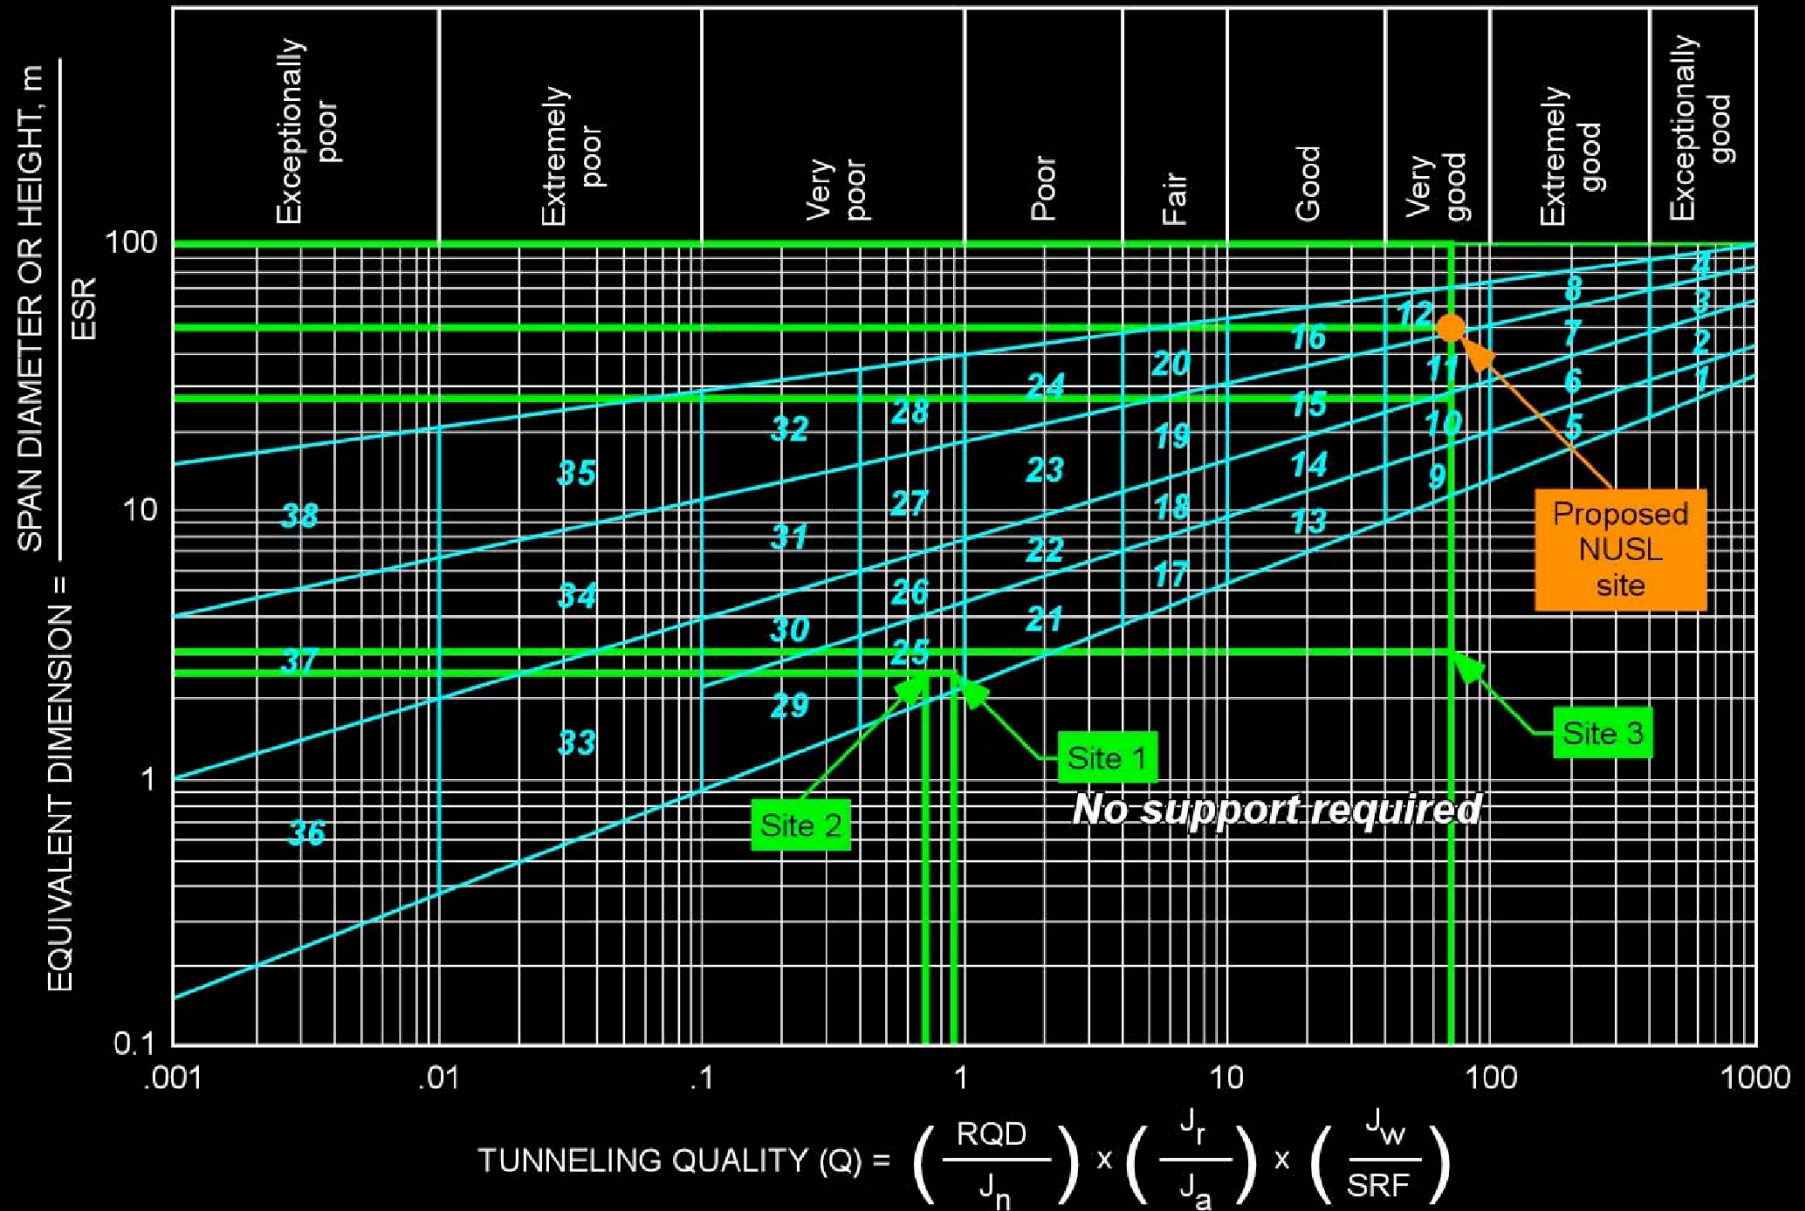 Exceptionally
poor
Extremely
poor
Very
poor
Poor
Fair
Good
Very
good
Extremely
good
Exceptionally
good
EQUIVALENT DIMENSION =
SPAN DIAMETER OR HEIGHT, m
ESR
100
10
1
0.1
4
8
3
12
7
16
2
20
11
1
6
24
15
28
10
5
32
19
23
14
9
35
27
18
38
13
31
22
17
26
34
21
30
25
37
29
33
36
Proposed
NUSL
site
Site 3
Site 1
Site 2
No support required
.001
.01
.1
1
10
100
1000
TUNNELING QUALITY (Q) = ( RQD / Jn ) x ( Jr / Ja ) x ( Jw / SRF )